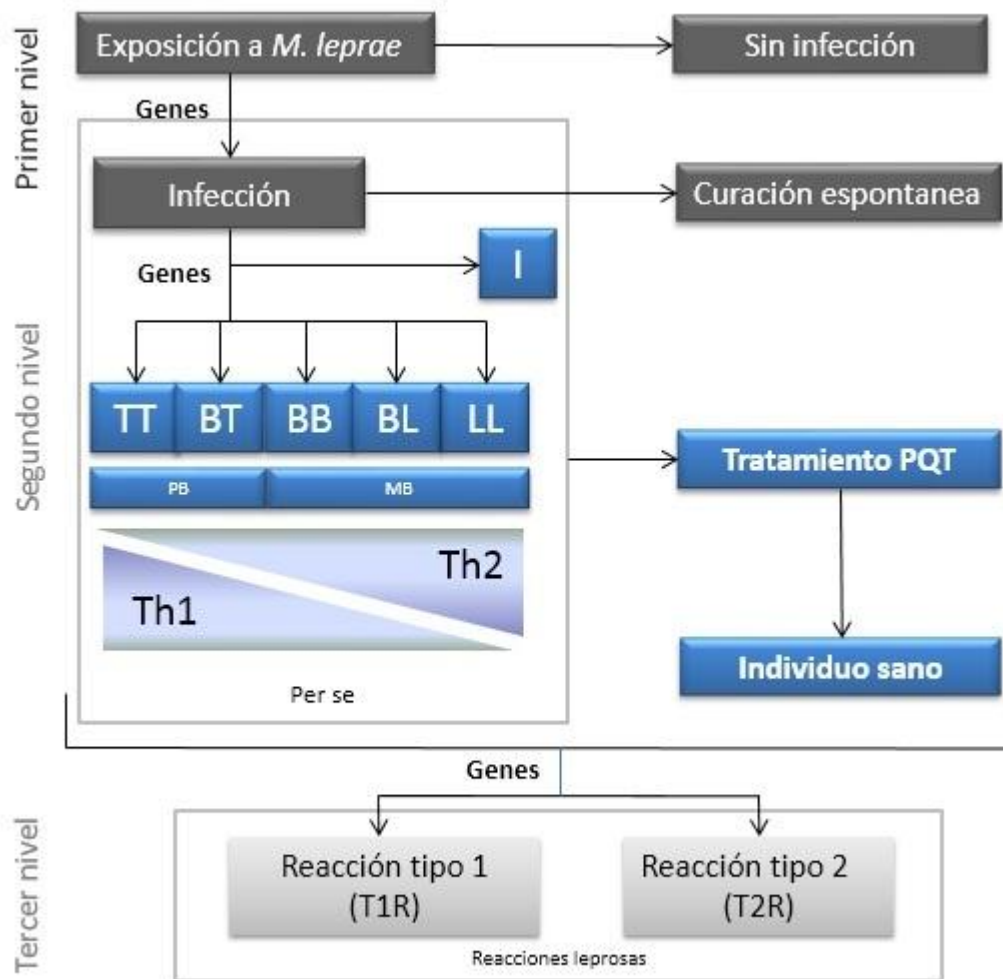 Primer nivel
Exposición a M. leprae
Sin infección
Genes
Infección
Curación espontanea
Genes
I
Segundo nivel
TT BT BB BL LL
PB MB
Tratamiento PQT
Th2
Th1
Individuo sano
Per se
Genes
Tercer nivel
Reacción tipo 1
(T1R)
Reacción tipo 2
(T2R)
Reacciones leprosas